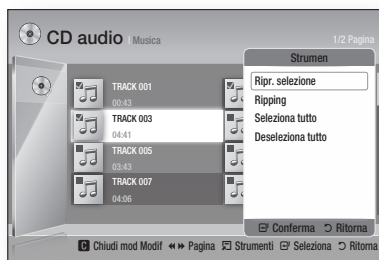 CD audio | Musica 1/2 Pagina
Strumen
TRACK 001
00:43
TRACK 003
04:41
TRACK 005
03:43
TRACK 007
04:06
Ripr. selezione
Ripping
Seleziona tutto
Deseleziona tutto
Conferma Ritorna
C Chiudi mod Modif Pagina Strumenti Seleziona Ritorna